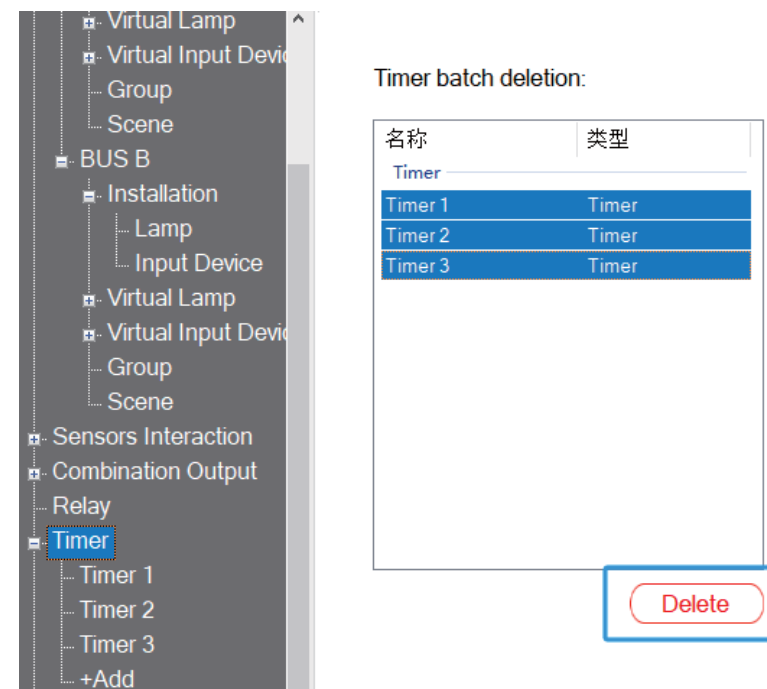 Virtual Lamp
Virtual Input Devic
Group
Scene
BUS B
Installation
Lamp
Input Device
Virtual Lamp
Virtual Input Devic
Group
Scene
Sensors Interaction
Combination Output
Relay
Timer
Timer 1
Timer 2
Timer 3
+Add
Timer batch deletion:
名称 类型
Timer
Timer 1 Timer
Timer 2 Timer
Timer 3 Timer
Delete